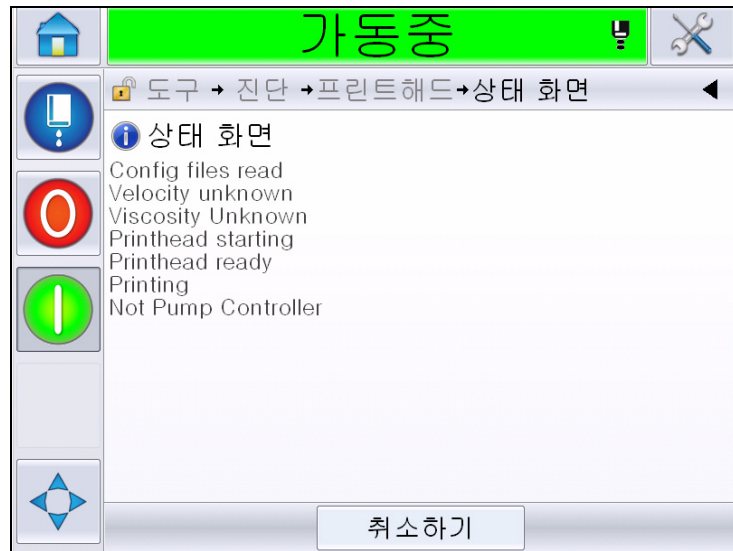 가동중
도구 → 진단 →프린트헤드→상태 화면
상태 화면
Config files read
Velocity unknown
Viscosity Unknown
Printhead starting
Printhead ready
Printing
Not Pump Controller
취소하기